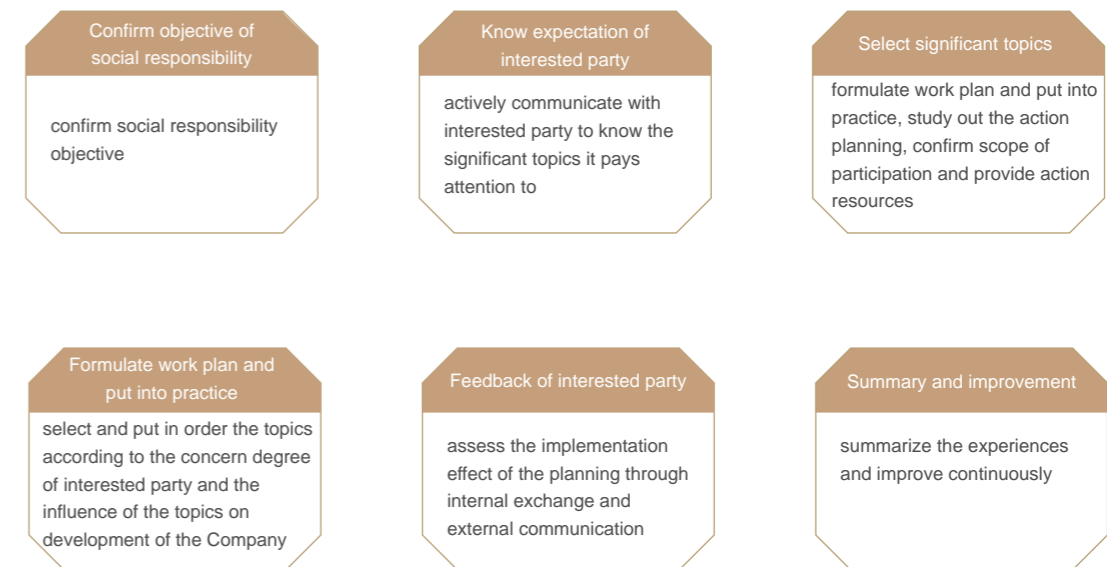 Confirm objective of
social responsibility
confirm social responsibility
objective
Know expectation of
interested party
actively communicate with
interested party to know the
significant topics it pays
attention to
Select significant topics
formulate work plan and put into
practice, study out the action
planning, confirm scope of
participation and provide action
resources
Formulate work plan and
put into practice
select and put in order the topics
according to the concern degree
of interested party and the
influence of the topics on
development of the Company
Feedback of interested party
assess the implementation
effect of the planning through
internal exchange and
external communication
Summary and improvement
summarize the experiences
and improve continuously